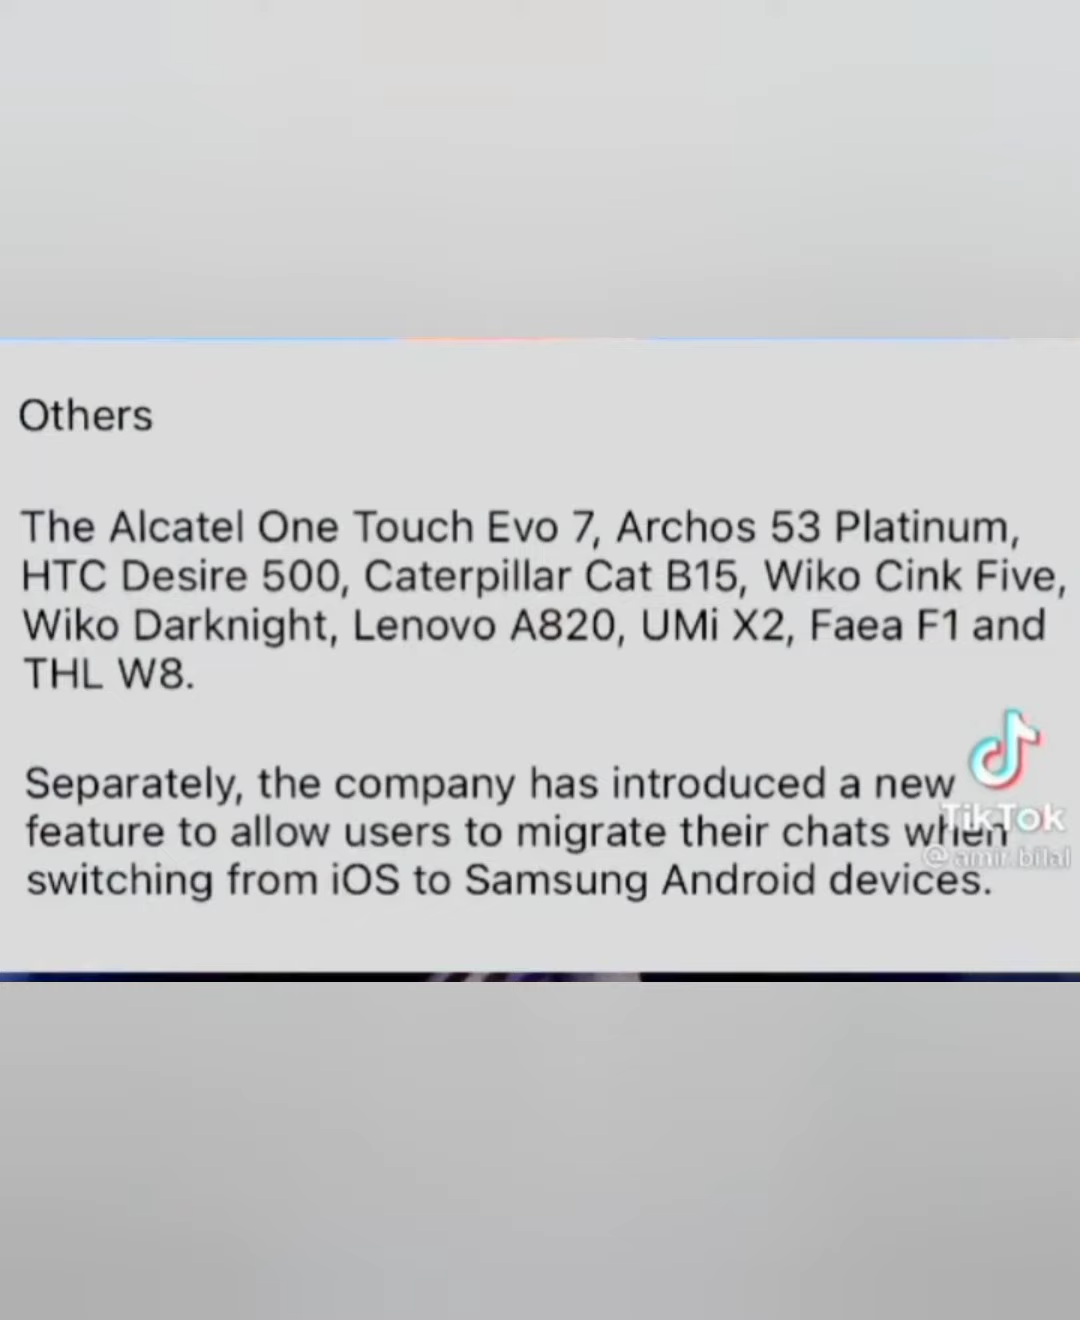 Others
The Alcatel One Touch Evo 7, Archos 53 Platinum,
HTC Desire 500, Caterpillar Cat B15, Wiko Cink Five,
Wiko Darknight, Lenovo A820, UMi X2, Faea F1 and
THL W8.
Separately, the company has introduced a new
feature to allow users to migrate their chats when
switching from iOS to Samsung Android devices.
TikTok
@amir.bilal